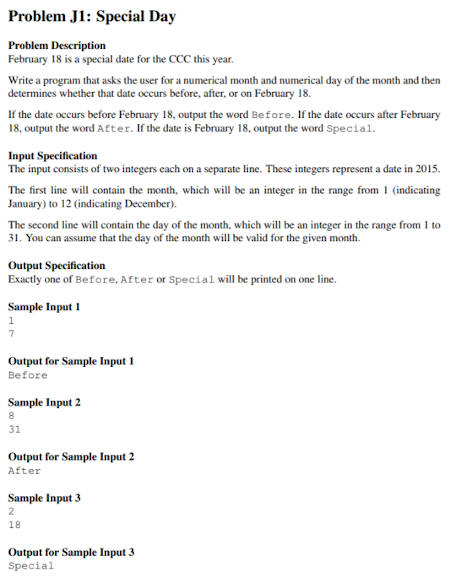 Problem J1: Special Day
Problem Description
February 18 is a special date for the CCC this year.
Write a program that asks the user for a numerical month and numerical day of the month and then
determines whether that date occurs before, after, or on February 18.
If the date occurs before February 18, output the word Before. If the date occurs after February
18, output the word After. If the date is February 18, output the word Special.
Input Specification
The input consists of two integers each on a separate line. These integers represent a date in 2015.
The first line will contain the month, which will be an integer in the range from 1 (indicating
January) to 12 (indicating December).
The second line will contain the day of the month, which will be an integer in the range from 1 to
31. You can assume that the day of the month will be valid for the given month.
Output Specification
Exactly one of Before, After or Special will be printed on one line.
Sample Input 1
1
7
Output for Sample Input 1
Before
Sample Input 2
8
31
Output for Sample Input 2
After
Sample Input 3
2
18
Output for Sample Input 3
Special